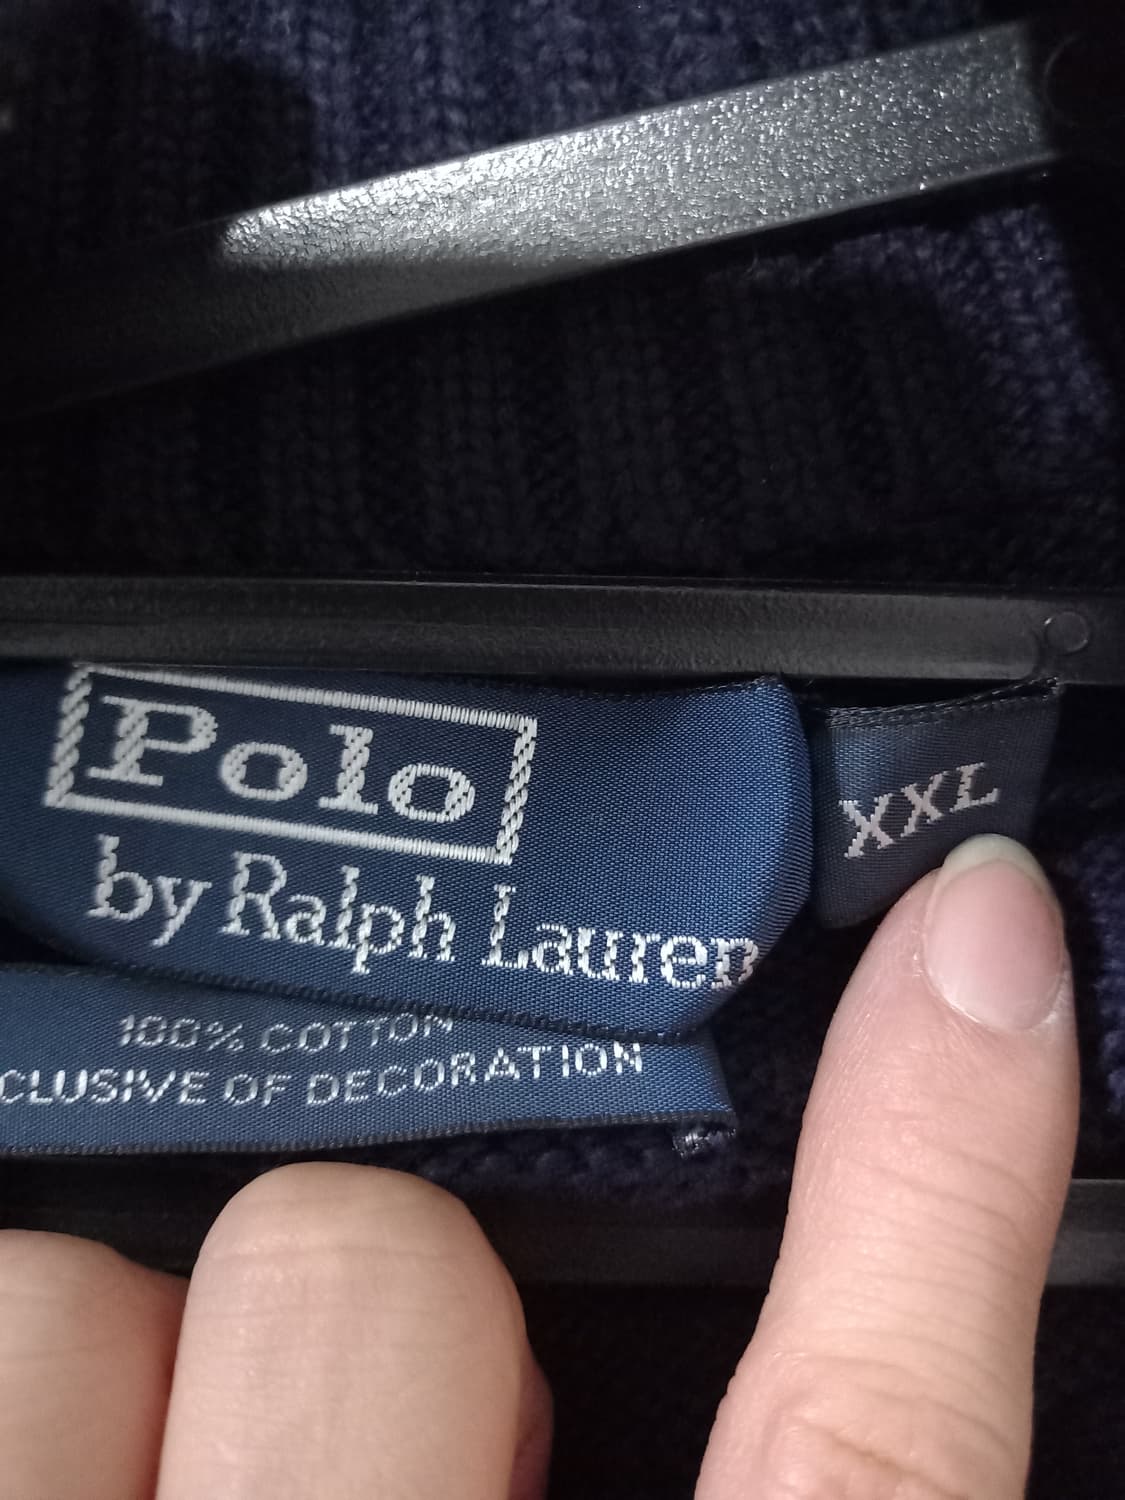 Polo
by Ralph Lauren
XXL
100% COTTON
CLUSIVE OF DECORATION